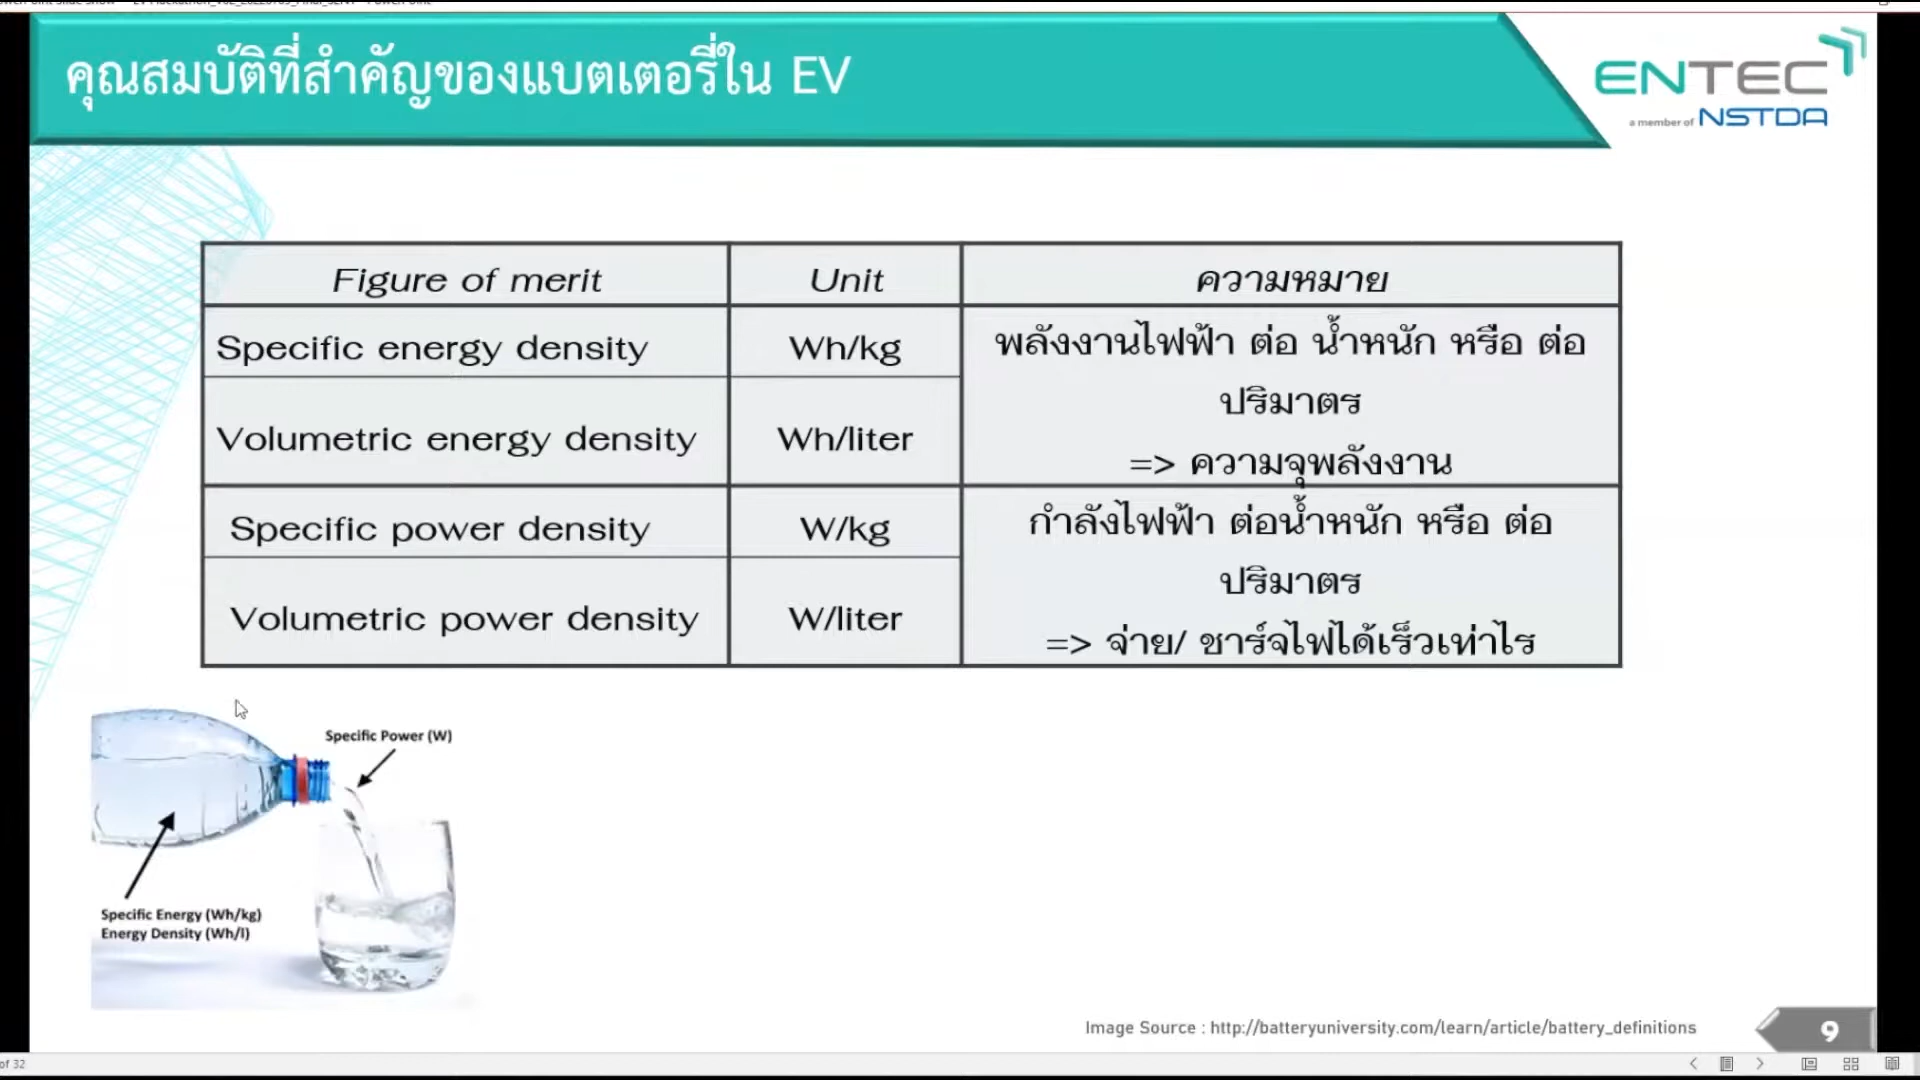 คุณสมบัติที่สำคัญของแบตเตอรี่ใน EV
ENTEC
a member of NSTDA
Figure of merit
Unit
ความหมาย
Specific energy density
Wh/kg
พลังงานไฟฟ้า ต่อ น้ำหนัก หรือ ต่อ
ปริมาตร
=> ความจุพลังงาน
Volumetric energy density
Wh/liter
Specific power density
W/kg
กำลังไฟฟ้า ต่อน้ำหนัก หรือ ต่อ
ปริมาตร
=> จ่าย/ ชาร์จไฟได้เร็วเท่าไร
Volumetric power density
W/liter
Specific Power (W)
Specific Energy (Wh/kg)
Energy Density (Wh/l)
Image Source : http://batteryuniversity.com/learn/article/battery_definitions
9
of 32